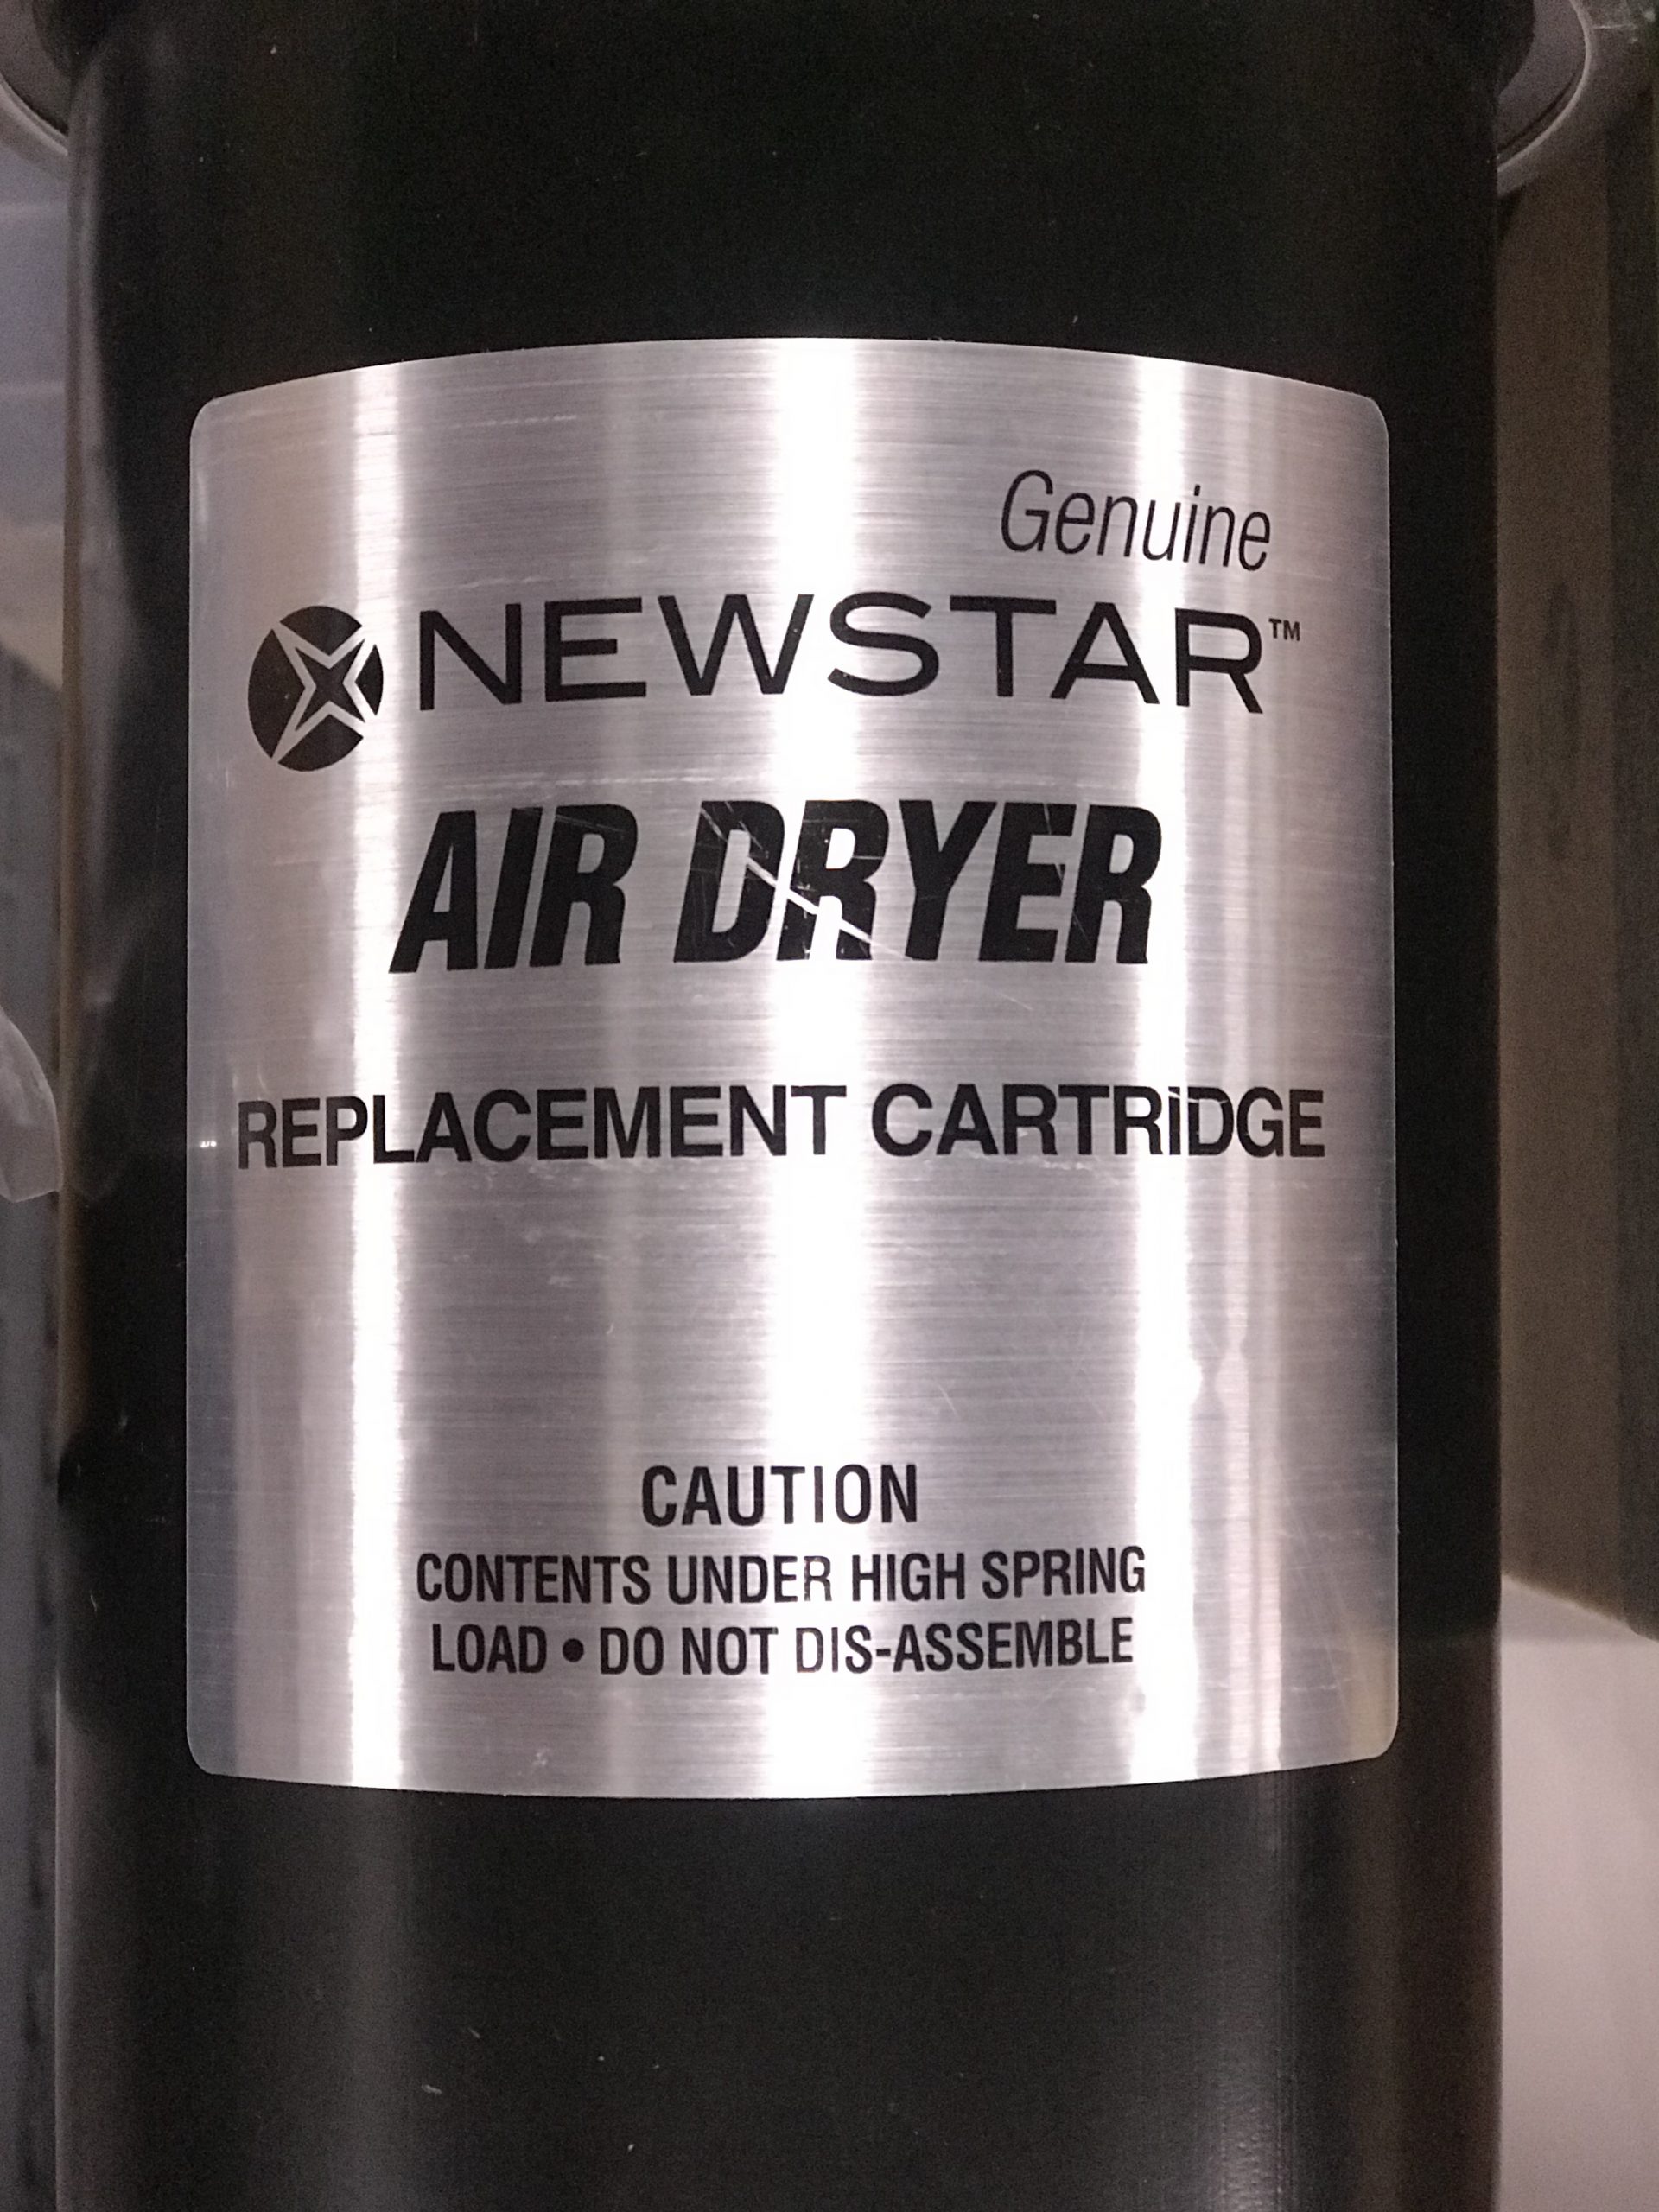 Genuine
NEWSTAR™
AIR DRYER
REPLACEMENT CARTRIDGE
CAUTION
CONTENTS UNDER HIGH SPRING
LOAD • DO NOT DIS-ASSEMBLE